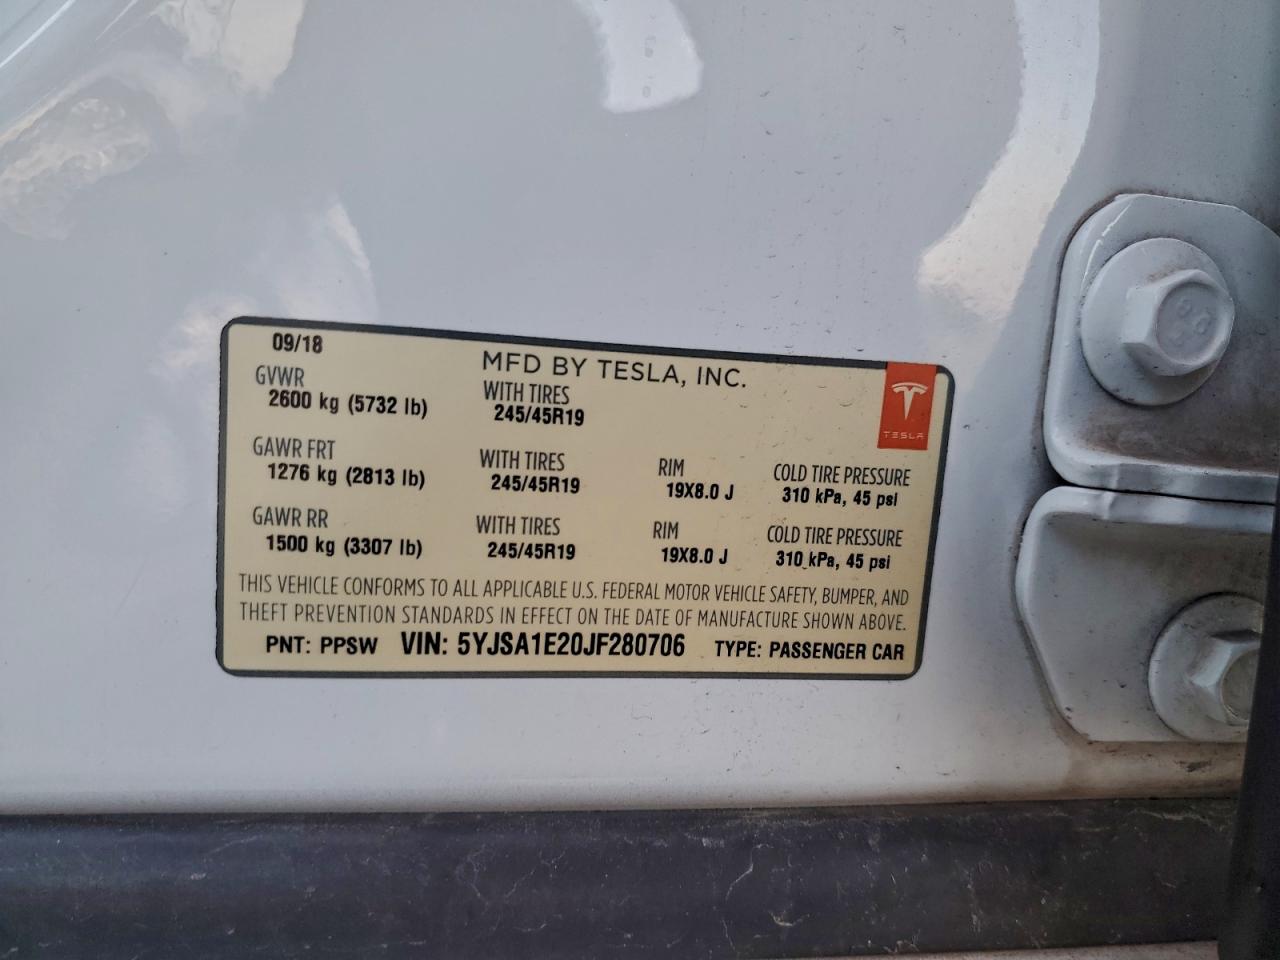 09/18
MFD BY TESLA, INC.
GVWR
2600 kg (5732 lb)
WITH TIRES
245/45R19
TESLA
GAWR FRT
1276 kg (2813 lb)
WITH TIRES
245/45R19
RIM
19X8.0 J
COLD TIRE PRESSURE
310 kPa, 45 psi
GAWR RR
1500 kg (3307 lb)
WITH TIRES
245/45R19
RIM
19X8.0 J
COLD TIRE PRESSURE
310 kPa, 45 psi
THIS VEHICLE CONFORMS TO ALL APPLICABLE U.S. FEDERAL MOTOR VEHICLE SAFETY, BUMPER, AND
THEFT PREVENTION STANDARDS IN EFFECT ON THE DATE OF MANUFACTURE SHOWN ABOVE.
PNT: PPSW VIN: 5YJSA1E20JF280706 TYPE: PASSENGER CAR